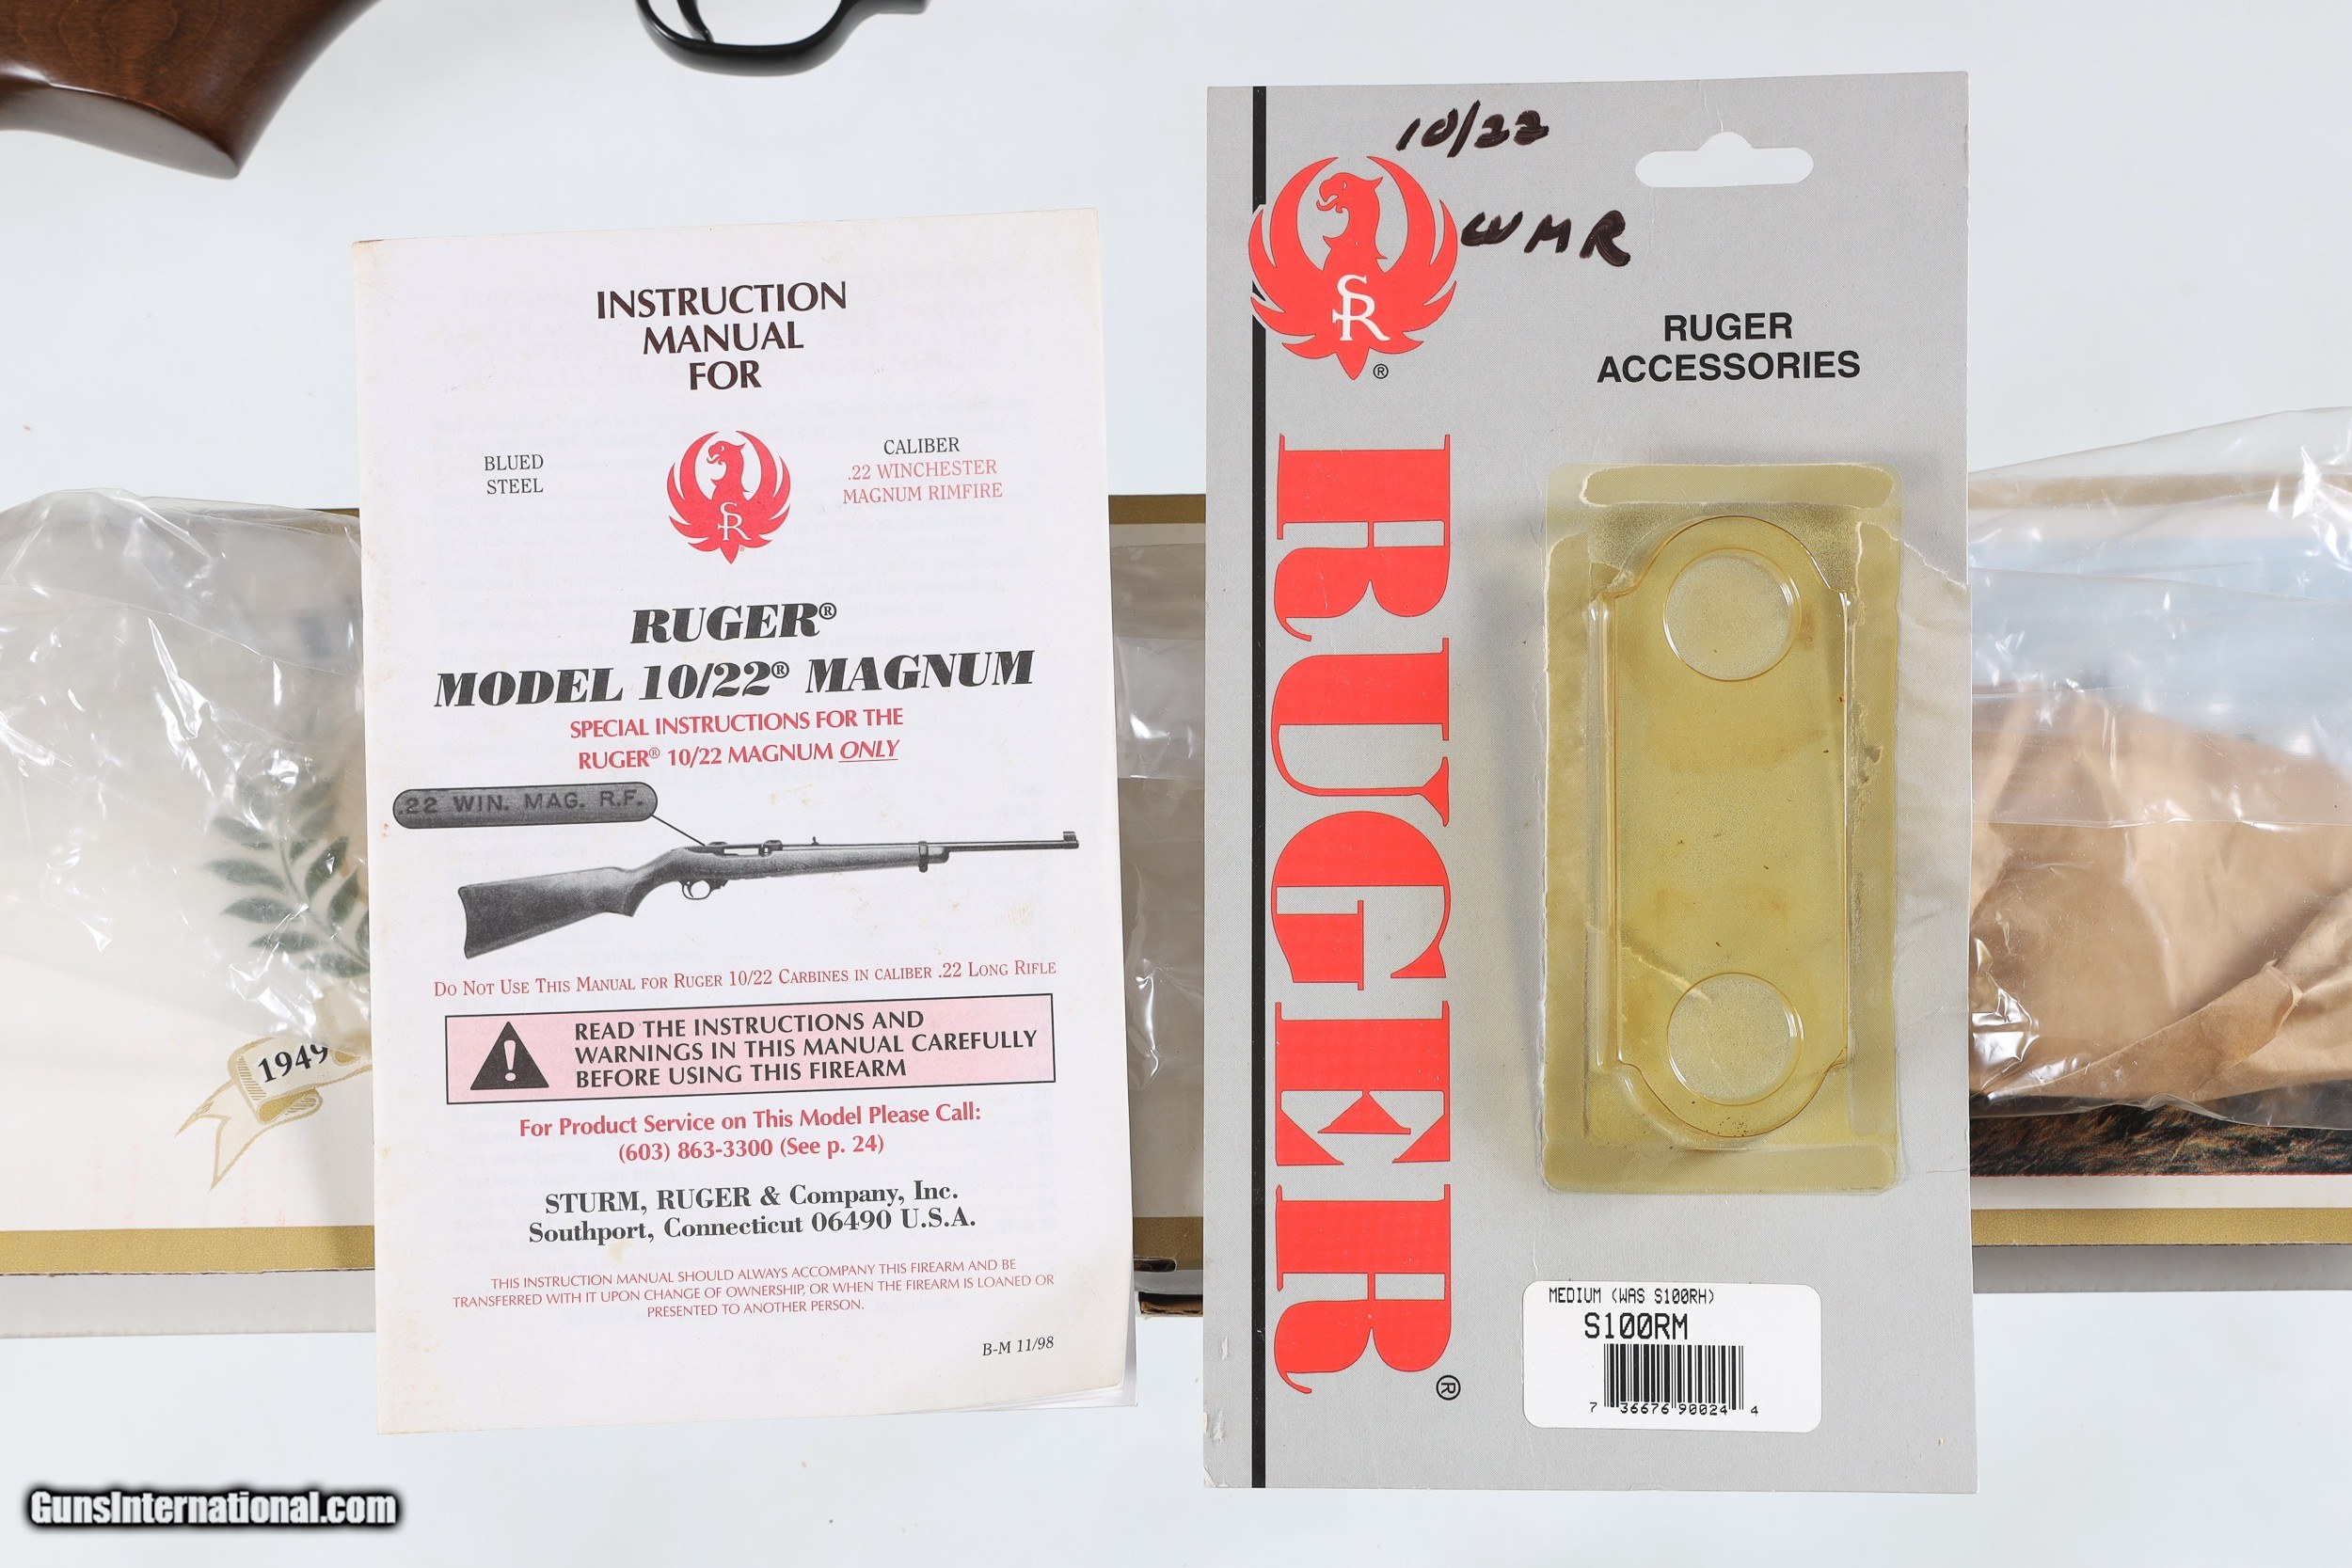 INSTRUCTION
MANUAL
FOR
BLUED
STEEL
CALIBER
.22 WINCHESTER
MAGNUM RIMFIRE
SR
RUGER®
MODEL 10/22® MAGNUM
SPECIAL INSTRUCTIONS FOR THE
RUGER® 10/22 MAGNUM ONLY
.22 WIN. MAG. R.F.
DO NOT USE THIS MANUAL FOR RUGER 10/22 CARBINES IN CALIBER .22 LONG RIFLE
READ THE INSTRUCTIONS AND
WARNINGS IN THIS MANUAL CAREFULLY
BEFORE USING THIS FIREARM
For Product Service on This Model Please Call:
(603) 863-3300 (See p. 24)
STURM, RUGER & Company, Inc.
Southport, Connecticut 06490 U.S.A.
THIS INSTRUCTION MANUAL SHOULD ALWAYS ACCOMPANY THIS FIREARM AND BE
TRANSFERRED WITH IT UPON CHANGE OF OWNERSHIP, OR WHEN THE FIREARM IS LOANED OR
PRESENTED TO ANOTHER PERSON.
B-M 11/98
1949
10/22
WMR
SR
®
RUGER
ACCESSORIES
RUGER®
MEDIUM (WAS S100RH)
S100RM
7 36676 90024 4
GunsInternational.com